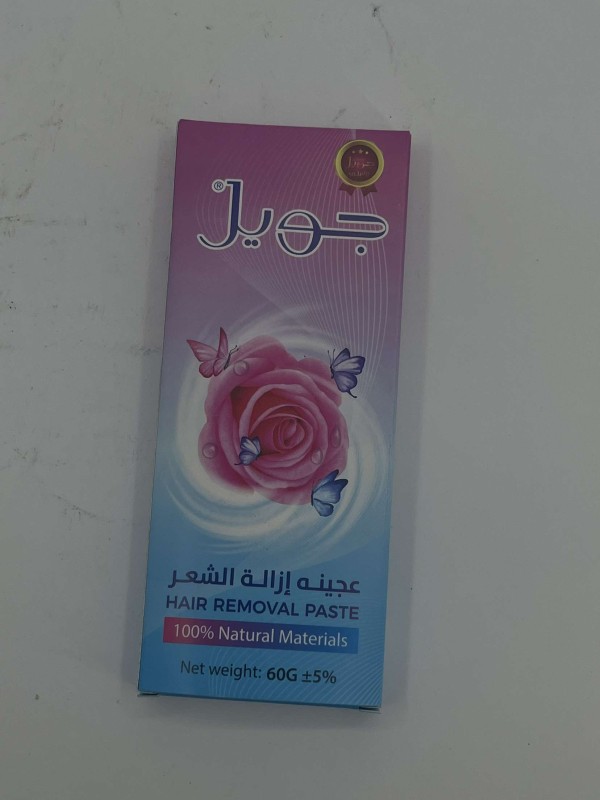 جويل®
عجينه إزالة الشعر
HAIR REMOVAL PASTE
100% Natural Materials
Net weight: 60G ±5%